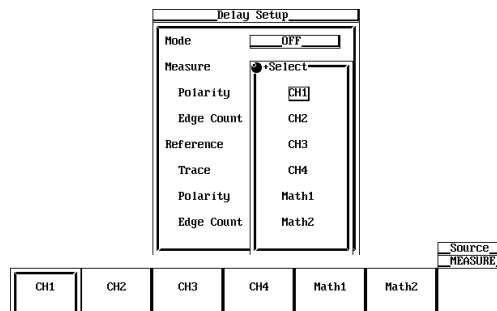 Delay Setup
Mode OFF
Measure +Select
Polarity CH1
Edge Count CH2
Reference CH3
Trace CH4
Polarity Math1
Edge Count Math2
Source
MEASURE
CH1 CH2 CH3 CH4 Math1 Math2